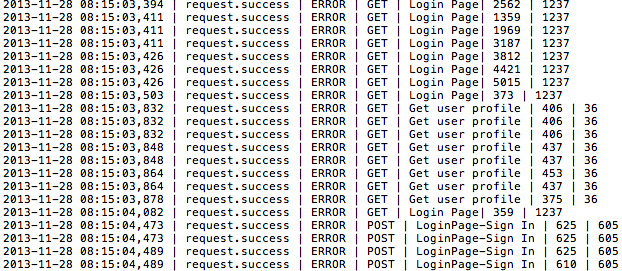 2013-11-28 08:15:03,394 | request.success | ERROR | GET | Login Page| 2562 | 1237
2013-11-28 08:15:03,411 | request.success | ERROR | GET | Login Page| 1359 | 1237
2013-11-28 08:15:03,411 | request.success | ERROR | GET | Login Page| 1969 | 1237
2013-11-28 08:15:03,411 | request.success | ERROR | GET | Login Page| 3187 | 1237
2013-11-28 08:15:03,426 | request.success | ERROR | GET | Login Page| 3812 | 1237
2013-11-28 08:15:03,426 | request.success | ERROR | GET | Login Page| 4421 | 1237
2013-11-28 08:15:03,426 | request.success | ERROR | GET | Login Page| 5015 | 1237
2013-11-28 08:15:03,503 | request.success | ERROR | GET | Login Page| 373 | 1237
2013-11-28 08:15:03,832 | request.success | ERROR | GET | Get user profile | 406 | 36
2013-11-28 08:15:03,832 | request.success | ERROR | GET | Get user profile | 406 | 36
2013-11-28 08:15:03,832 | request.success | ERROR | GET | Get user profile | 406 | 36
2013-11-28 08:15:03,848 | request.success | ERROR | GET | Get user profile | 437 | 36
2013-11-28 08:15:03,848 | request.success | ERROR | GET | Get user profile | 437 | 36
2013-11-28 08:15:03,864 | request.success | ERROR | GET | Get user profile | 453 | 36
2013-11-28 08:15:03,864 | request.success | ERROR | GET | Get user profile | 437 | 36
2013-11-28 08:15:03,878 | request.success | ERROR | GET | Get user profile | 375 | 36
2013-11-28 08:15:04,082 | request.success | ERROR | GET | Login Page| 359 | 1237
2013-11-28 08:15:04,473 | request.success | ERROR | POST | LoginPage-Sign In | 625 | 605
2013-11-28 08:15:04,473 | request.success | ERROR | POST | LoginPage-Sign In | 625 | 605
2013-11-28 08:15:04,489 | request.success | ERROR | POST | LoginPage-Sign In | 625 | 605
2013-11-28 08:15:04,489 | request.success | ERROR | POST | LoginPage-Sign In | 610 | 605